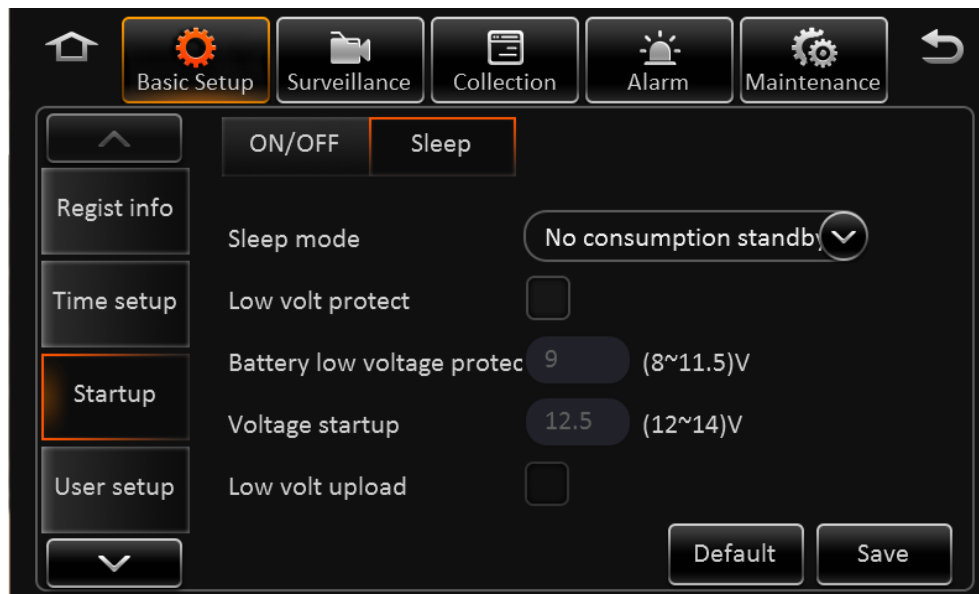 Basic Setup
Surveillance
Collection
Alarm
Maintenance
ON/OFF
Sleep
Regist info
Time setup
Startup
User setup
Sleep mode
No consumption standby
Low volt protect
Battery low voltage protec
9
(8~11.5)V
Voltage startup
12.5
(12~14)V
Low volt upload
Default
Save